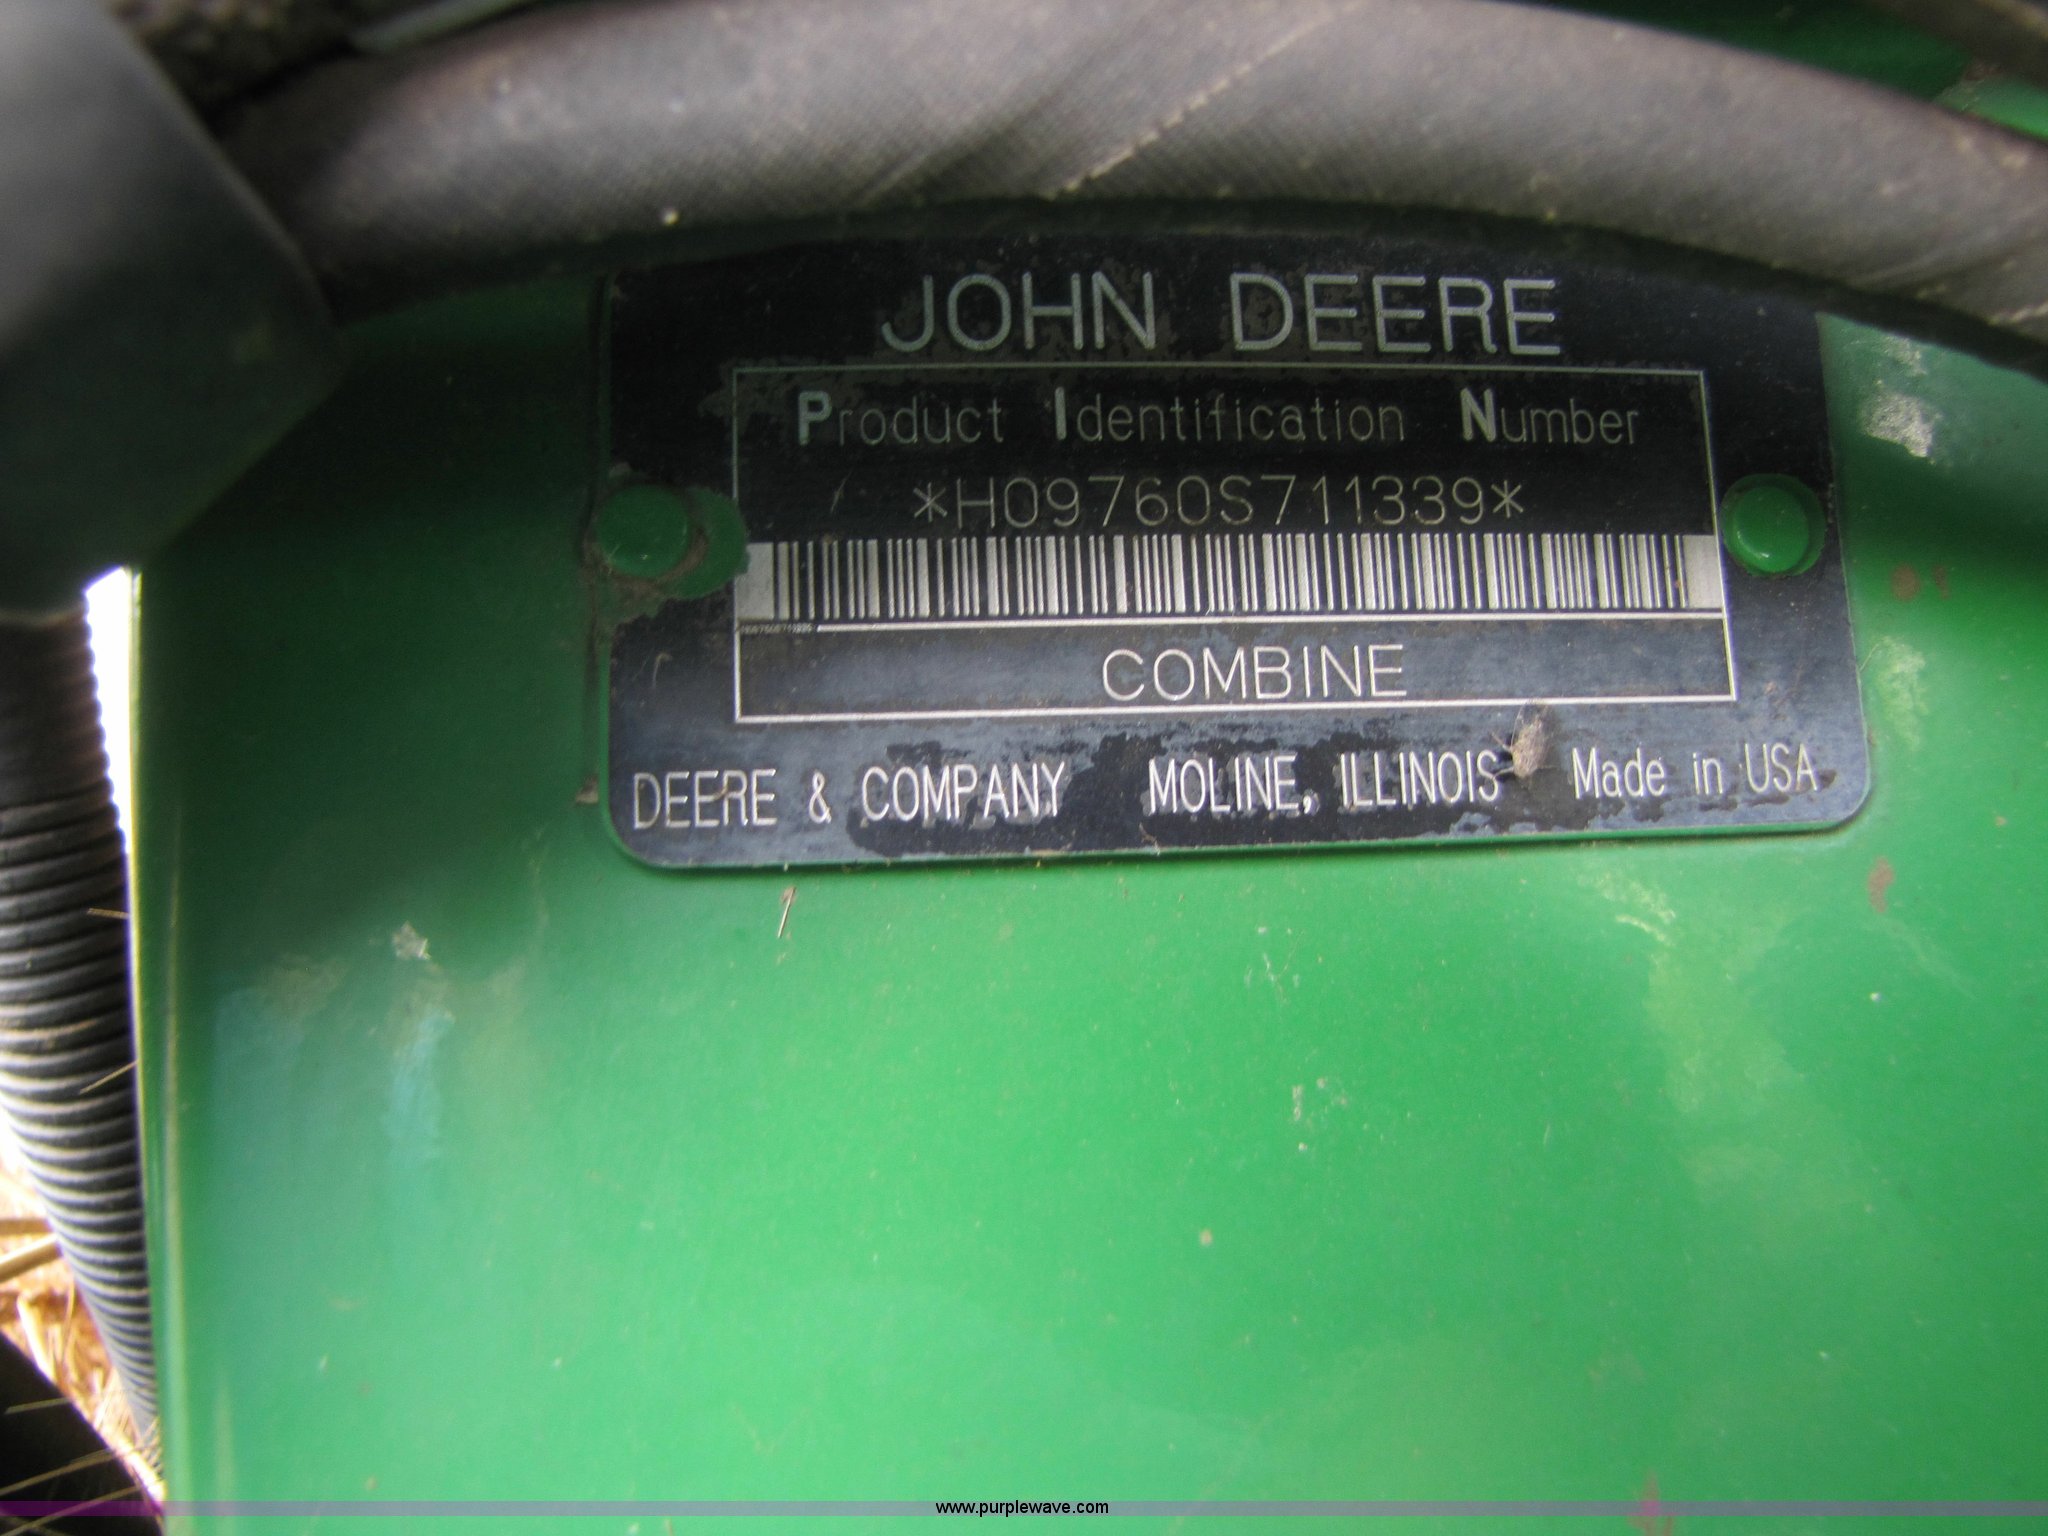 JOHN DEERE
Product Identification Number
*H09760S711339*
COMBINE
DEERE & COMPANY MOLINE, ILLINOIS Made in USA
www.purplewave.com